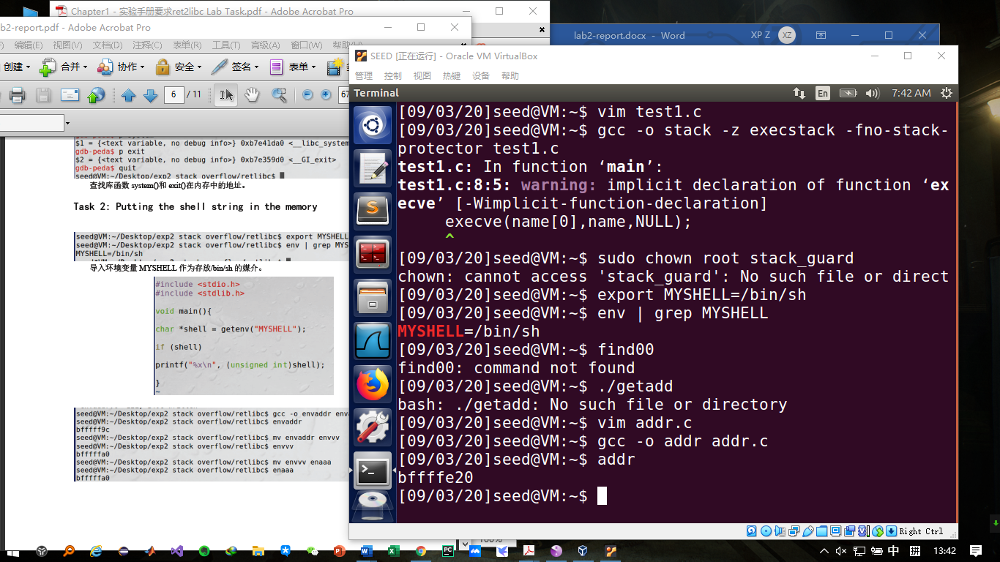 Chapter1 - 实验手册要求ret2libc Lab Task.pdf - Adobe Acrobat Pro
b2-report.pdf - Adobe Acrobat Pro
编辑(E) 视图(V) 文档(D) 注释(C) 表单(R) 工具(T) 高级(A) 窗口(W) 帮助(H)
创建 合并 协作 安全 签名 表单
6 / 11 67
$1 = {<text variable, no debug info>} 0xb7e41da0 <__libc_system
gdb-peda$ p exit
$2 = {<text variable, no debug info>} 0xb7e359d0 <__GI_exit>
gdb-peda$ quit
seed@VM:~/Desktop/exp2 stack overflow/retlibc$
查找库函数 system()和 exit()在内存中的地址。
Task 2: Putting the shell string in the memory
seed@VM:~/Desktop/exp2 stack overflow/retlibc$ export MYSHELL
seed@VM:~/Desktop/exp2 stack overflow/retlibc$ env | grep MYS
MYSHELL=/bin/sh
导入环境变量 MYSHELL 作为存放/bin/sh 的媒介。
#include <stdio.h>
#include <stdlib.h>
void main(){
char *shell = getenv("MYSHELL");
if (shell)
printf("%x\n", (unsigned int)shell);
}
~
seed@VM:~/Desktop/exp2 stack overflow/retlibc$ gcc -o envaddr env
seed@VM:~/Desktop/exp2 stack overflow/retlibc$ envaddr
bfffff9c
seed@VM:~/Desktop/exp2 stack overflow/retlibc$ mv envaddr envvv
seed@VM:~/Desktop/exp2 stack overflow/retlibc$ envvv
bfffffa0
seed@VM:~/Desktop/exp2 stack overflow/retlibc$ mv envvv enaaa
seed@VM:~/Desktop/exp2 stack overflow/retlibc$ enaaa
bfffffa0
lab2-report.docx - Word XP Z XZ
SEED [正在运行] - Oracle VM VirtualBox
管理 控制 视图 热键 设备 帮助
Terminal En 7:42 AM
[09/03/20]seed@VM:~$ vim test1.c
[09/03/20]seed@VM:~$ gcc -o stack -z execstack -fno-stack-
protector test1.c
test1.c: In function ‘main’:
test1.c:8:5: warning: implicit declaration of function ‘ex
ecve’ [-Wimplicit-function-declaration]
execve(name[0],name,NULL);
^
[09/03/20]seed@VM:~$ sudo chown root stack_guard
chown: cannot access 'stack_guard': No such file or direct
[09/03/20]seed@VM:~$ export MYSHELL=/bin/sh
[09/03/20]seed@VM:~$ env | grep MYSHELL
MYSHELL=/bin/sh
[09/03/20]seed@VM:~$ find00
find00: command not found
[09/03/20]seed@VM:~$ ./getadd
bash: ./getadd: No such file or directory
[09/03/20]seed@VM:~$ vim addr.c
[09/03/20]seed@VM:~$ gcc -o addr addr.c
[09/03/20]seed@VM:~$ addr
bffffe20
[09/03/20]seed@VM:~$
Right Ctrl
中 拼 13:42